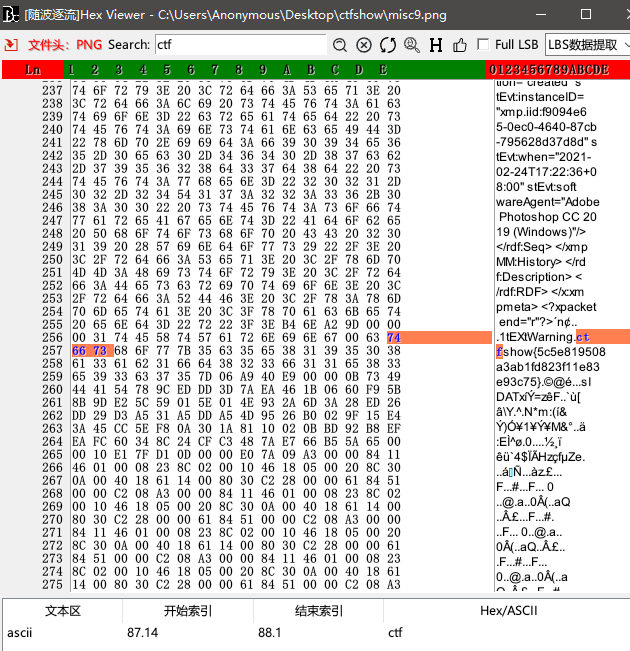 [随波逐流]Hex Viewer - C:\Users\Anonymous\Desktop\ctfshow\misc9.png
文件头: PNG Search: ctf Full LSB LBS数据提取
Ln 1 2 3 4 5 6 7 8 9 A B C D E 0123456789ABCDE
237 74 6F 72 79 3E 20 3C 72 64 66 3A 53 65 71 3E 20
238 3C 72 64 66 3A 6C 69 20 73 74 45 76 74 3A 61 63
239 74 69 6F 6E 3D 22 63 72 65 61 74 65 64 22 20 73
240 74 45 76 74 3A 69 6E 73 74 61 6E 63 65 49 44 3D
241 22 78 6D 70 2E 69 69 64 3A 66 39 30 39 34 65 36
242 35 2D 30 65 63 30 2D 34 36 34 30 2D 38 37 63 62
243 2D 37 39 35 36 32 38 64 33 37 64 38 64 22 20 73
244 74 45 76 74 3A 77 68 65 6E 3D 22 32 30 32 31 2D
245 30 32 2D 32 34 54 31 37 3A 32 32 3A 33 36 2B 30
246 38 3A 30 30 22 20 73 74 45 76 74 3A 73 6F 66 74
247 77 61 72 65 41 67 65 6E 74 3D 22 41 64 6F 62 65
248 20 50 68 6F 74 6F 73 68 6F 70 20 43 43 20 32 30
249 31 39 20 28 57 69 6E 64 6F 77 73 29 22 2F 3E 20
250 3C 2F 72 64 66 3A 53 65 71 3E 20 3C 2F 78 6D 70
251 4D 4D 3A 48 69 73 74 6F 72 79 3E 20 3C 2F 72 64
252 66 3A 44 65 73 63 72 69 70 74 69 6F 6E 3E 20 3C
253 2F 72 64 66 3A 52 44 46 3E 20 3C 2F 78 3A 78 6D
254 70 6D 65 74 61 3E 20 3C 3F 78 70 61 63 6B 65 74
255 20 65 6E 64 3D 22 72 22 3F 3E B4 6E A2 9D 00 00
256 00 31 74 45 58 74 57 61 72 6E 69 6E 67 00 63 74
257 66 73 68 6F 77 7B 35 63 35 65 38 31 39 35 30 38
258 61 33 61 62 31 66 64 38 32 33 66 31 31 65 38 33
259 65 39 33 63 37 35 7D 06 A9 40 E9 00 00 0B 73 49
260 44 41 54 78 9C ED DD 3D 7A EA 46 1B 06 60 F9 5B
261 8B 9D E2 5C 59 01 5E 01 4E 93 2A 6D 3A 28 ED 26
262 DD 29 D3 A5 31 A5 DD A5 4D 95 26 B0 02 9F 15 E4
263 3A 45 CC 5E F8 0A 30 1A 81 10 02 0B BD 92 B8 EF
264 EA FC 60 34 8C 24 CF C3 48 7A E7 66 B5 5A 65 00
265 00 10 E1 7F D1 0D 00 00 E0 7A 09 A3 00 00 84 11
266 46 01 00 08 23 8C 02 00 10 46 18 05 00 20 8C 30
267 0A 00 40 18 61 14 00 80 30 C2 28 00 00 61 84 51
268 00 00 C2 08 A3 00 00 84 11 46 01 00 08 23 8C 02
269 00 10 46 18 05 00 20 8C 30 0A 00 40 18 61 14 00
270 80 30 C2 28 00 00 61 84 51 00 00 C2 08 A3 00 00
271 84 11 46 01 00 08 23 8C 02 00 10 46 18 05 00 20
272 8C 30 0A 00 40 18 61 14 00 80 30 C2 28 00 00 61
273 84 51 00 00 C2 08 A3 00 00 84 11 46 01 00 08 23
274 8C 02 00 10 46 18 05 00 20 8C 30 0A 00 40 18 61
275 14 00 80 30 C2 28 00 00 61 84 51 00 00 C2 08 A3
tion="created" s
tEvt:instanceID=
"xmp.iid:f9094e6
5-0ec0-4640-87cb
-795628d37d8d" s
tEvt:when="2021-
02-24T17:22:36+0
8:00" stEvt:soft
wareAgent="Adobe
Photoshop CC 20
19 (Windows)"/>
</rdf:Seq> </xmp
MM:History> </rd
f:Description> <
/rdf:RDF> </x:xm
pmeta> <?xpacket
end="r"?>´n¢..
.1tEXtWarning.ct
fshow{5c5e819508
a3ab1fd823f11e83
e93c75}.©@é...sI
DATx
文本区 开始索引 结束索引 Hex/ASCII
ascii 87.14 88.1 ctf